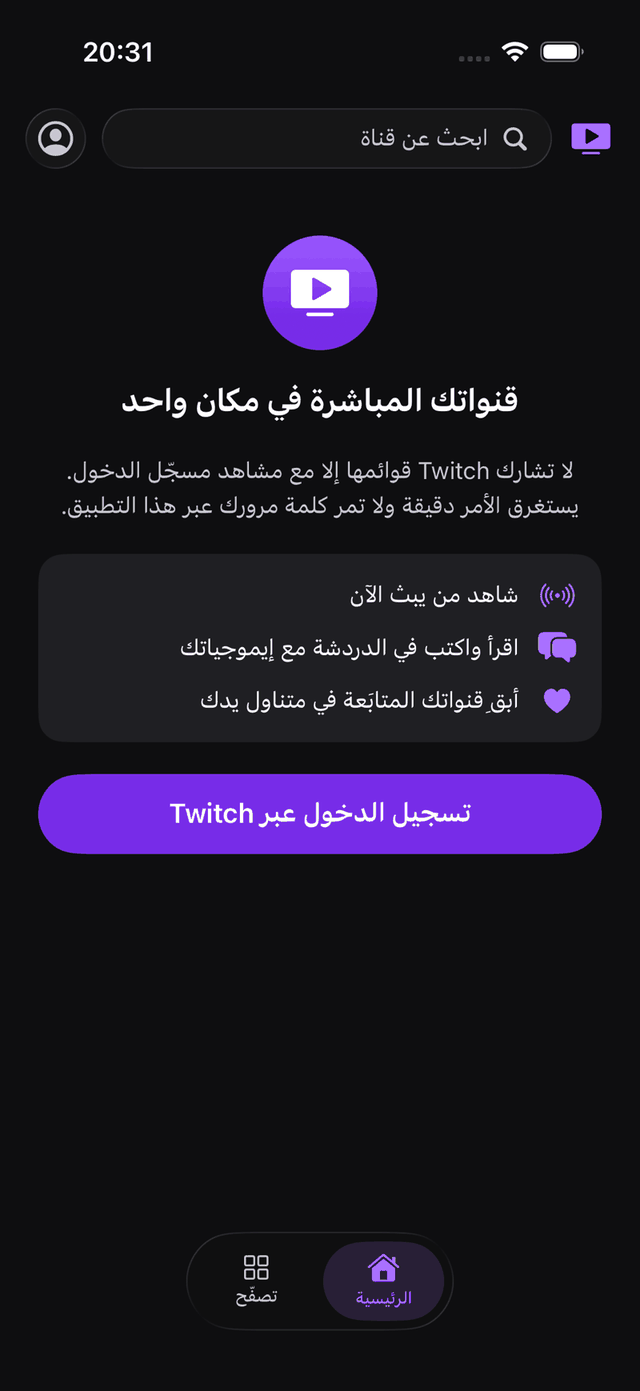 20:31
ابحث عن قناة
قنواتك المباشرة في مكان واحد
لا تشارك Twitch قوائمها إلا مع مشاهد مسجّل الدخول.
يستغرق الأمر دقيقة ولا تمر كلمة مرورك عبر هذا التطبيق.
شاهد من يبث الآن
اقرأ واكتب في الدردشة مع إيموجياتك
أبقِ قنواتك المتابَعة في متناول يدك
تسجيل الدخول عبر Twitch
الرئيسية
تصفّح